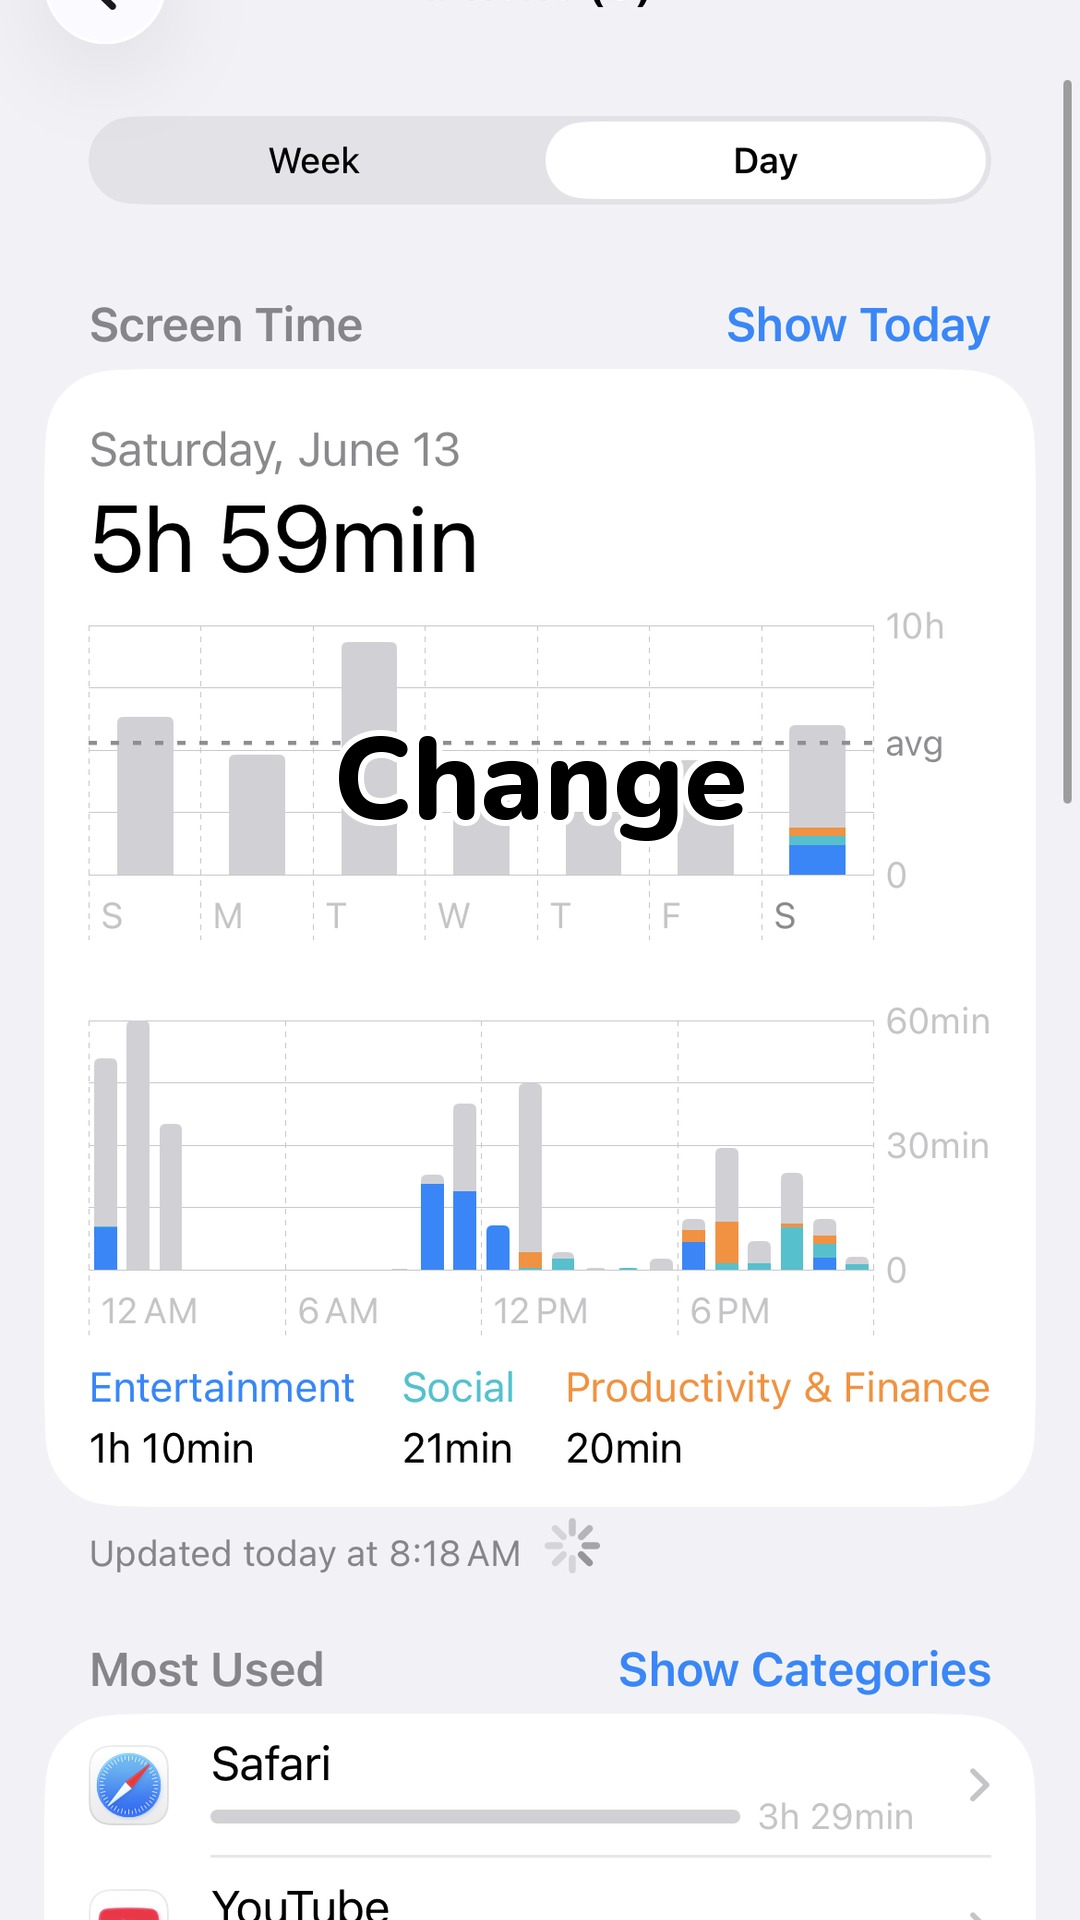 Week
Day
Screen Time
Show Today
Saturday, June 13
5h 59min
10h
avg
Change
0
S M T W T F S
60min
30min
0
12 AM 6 AM 12 PM 6 PM
Entertainment Social Productivity & Finance
1h 10min 21min 20min
Updated today at 8:18 AM
Most Used
Show Categories
Safari
3h 29min
YouTube